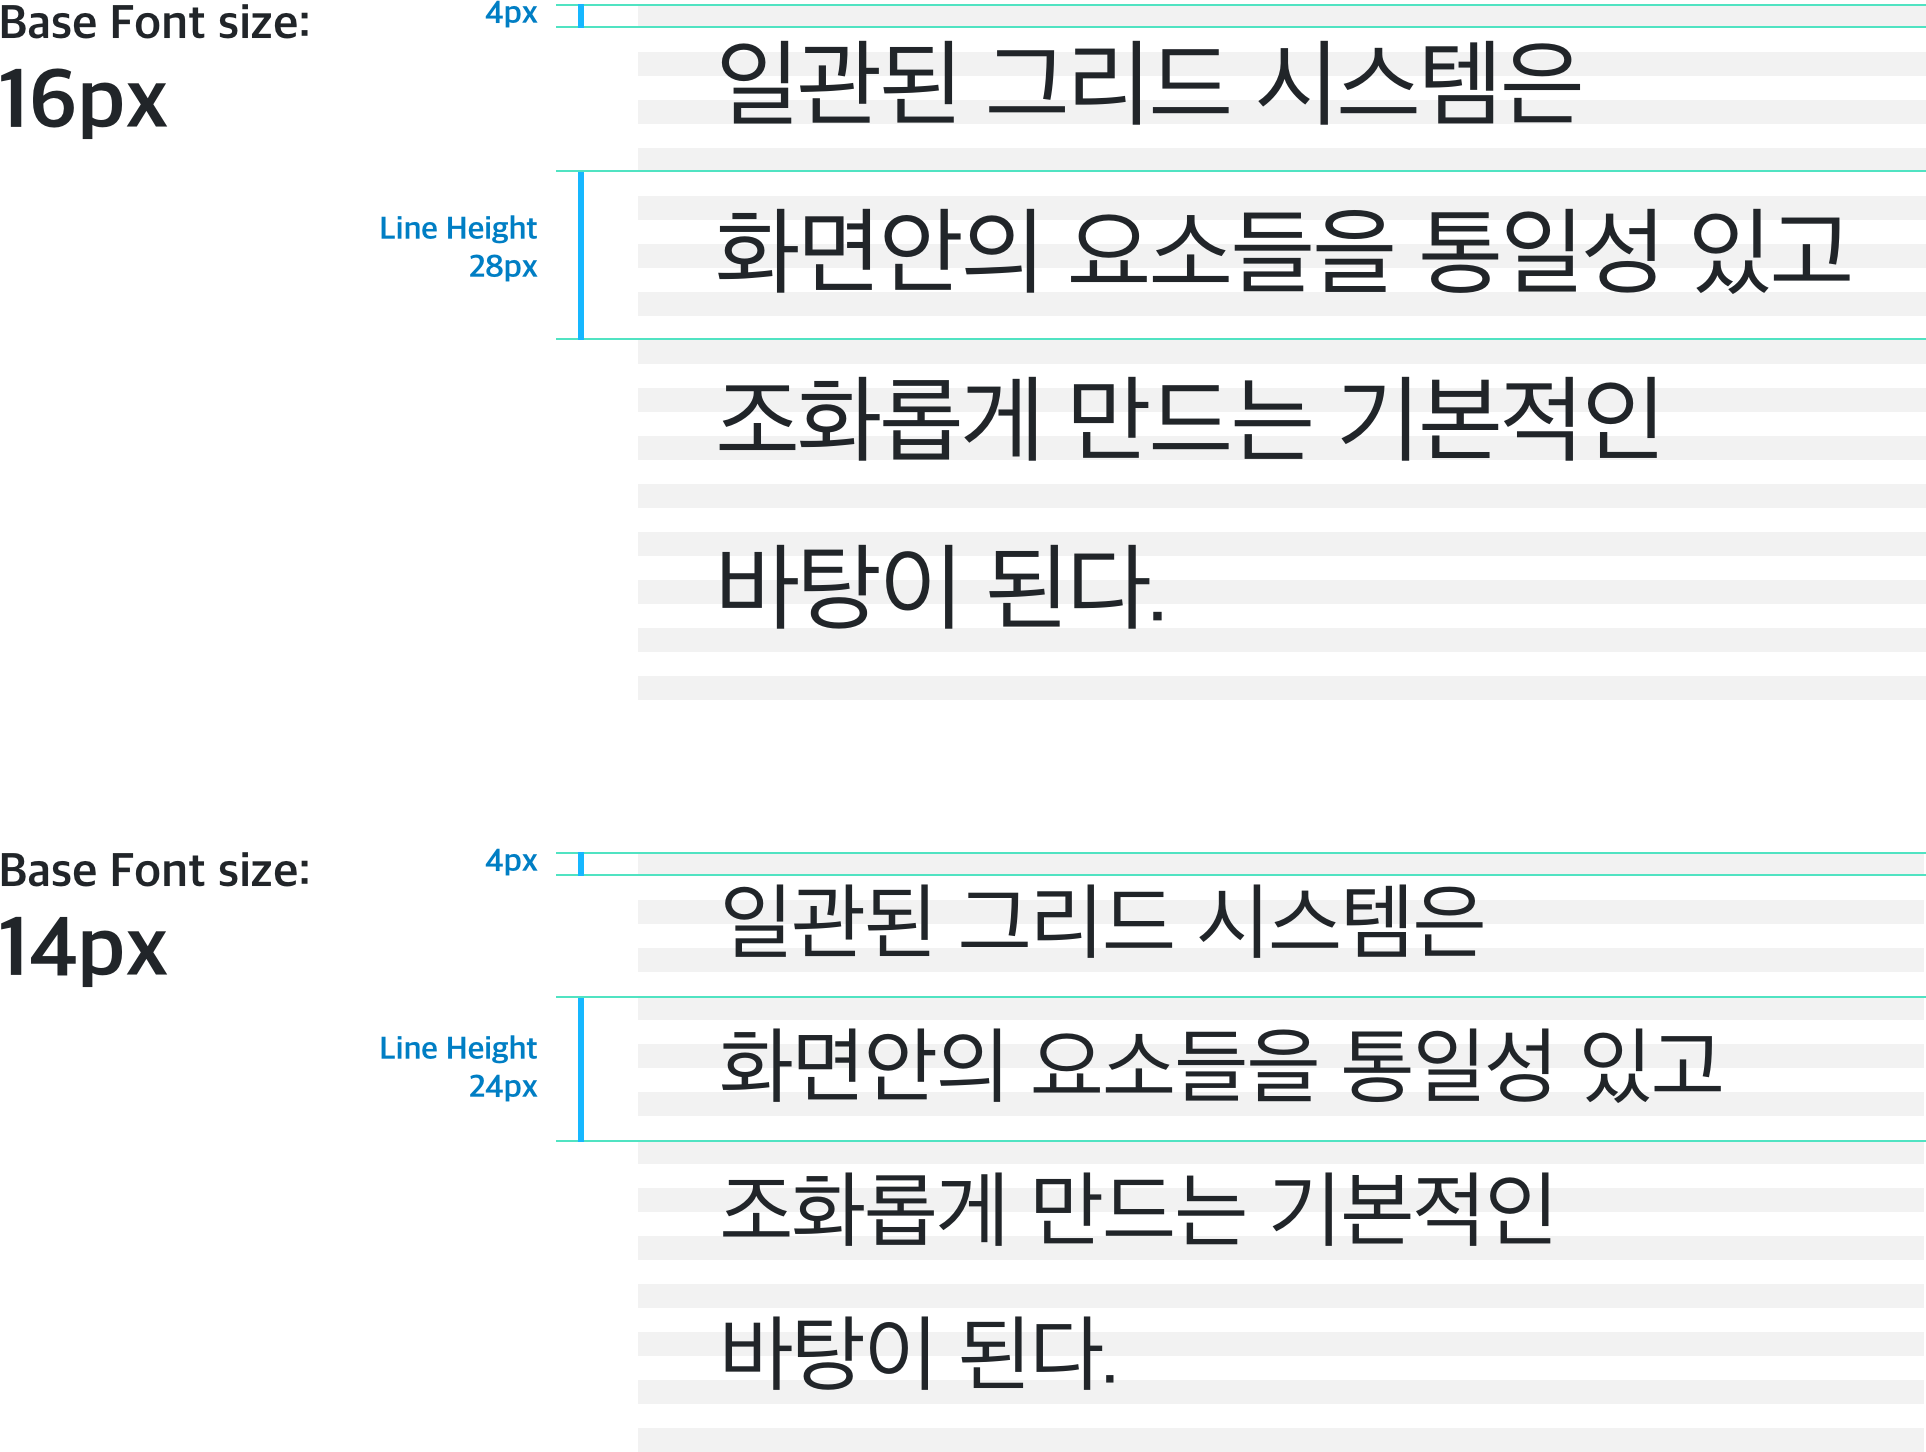 Base Font size:
16px
4px
일관된 그리드 시스템은
Line Height
28px
화면안의 요소들을 통일성 있고
조화롭게 만드는 기본적인
바탕이 된다.
Base Font size:
14px
4px
일관된 그리드 시스템은
Line Height
24px
화면안의 요소들을 통일성 있고
조화롭게 만드는 기본적인
바탕이 된다.